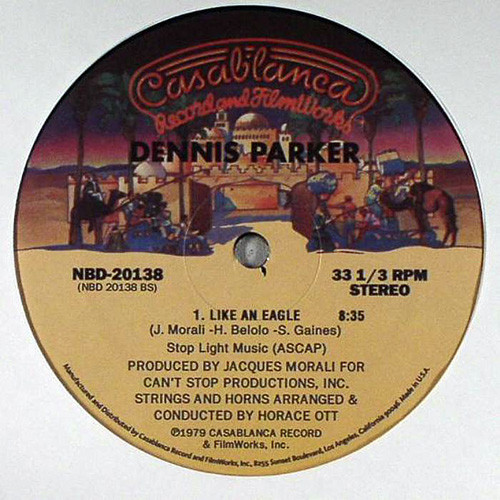 Casablanca
Record and FilmWorks
DENNIS PARKER
NBD-20138
(NBD 20138 BS)
33 1/3 RPM
STEREO
1. LIKE AN EAGLE 8:35
(J. Morali -H. Belolo -S. Gaines)
Stop Light Music (ASCAP)
PRODUCED BY JACQUES MORALI FOR
CAN'T STOP PRODUCTIONS, INC.
STRINGS AND HORNS ARRANGED &
CONDUCTED BY HORACE OTT
℗1979 CASABLANCA RECORD
& FILMWORKS, Inc.
Manufactured and Distributed by Casablanca Record and FilmWorks, Inc., 8255 Sunset Boulevard, Los Angeles, California 90046. Made in U.S.A.